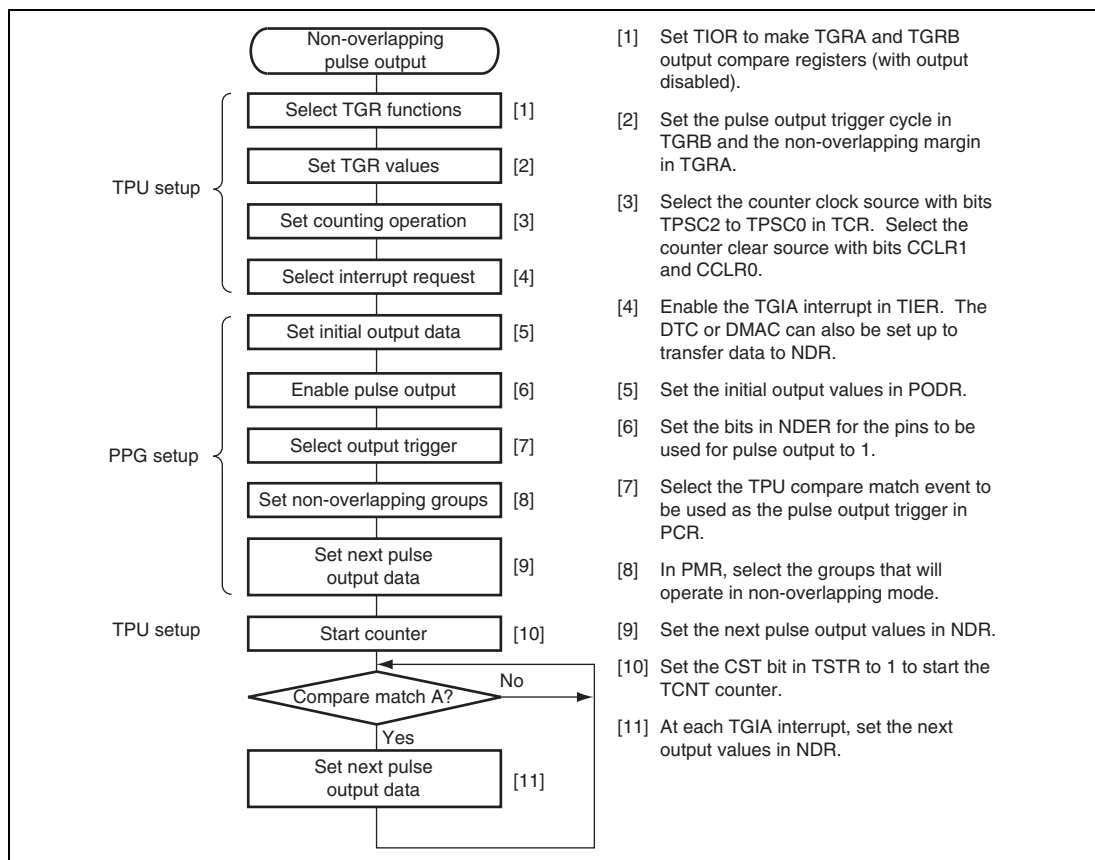 Non-overlapping
pulse output
TPU setup
Select TGR functions [1]
Set TGR values [2]
Set counting operation [3]
Select interrupt request [4]
PPG setup
Set initial output data [5]
Enable pulse output [6]
Select output trigger [7]
Set non-overlapping groups [8]
Set next pulse
output data [9]
TPU setup
Start counter [10]
Compare match A?
No
Yes
Set next pulse
output data [11]
[1] Set TIOR to make TGRA and TGRB
output compare registers (with output
disabled).
[2] Set the pulse output trigger cycle in
TGRB and the non-overlapping margin
in TGRA.
[3] Select the counter clock source with bits
TPSC2 to TPSC0 in TCR. Select the
counter clear source with bits CCLR1
and CCLR0.
[4] Enable the TGIA interrupt in TIER. The
DTC or DMAC can also be set up to
transfer data to NDR.
[5] Set the initial output values in PODR.
[6] Set the bits in NDER for the pins to be
used for pulse output to 1.
[7] Select the TPU compare match event to
be used as the pulse output trigger in
PCR.
[8] In PMR, select the groups that will
operate in non-overlapping mode.
[9] Set the next pulse output values in NDR.
[10] Set the CST bit in TSTR to 1 to start the
TCNT counter.
[11] At each TGIA interrupt, set the next
output values in NDR.